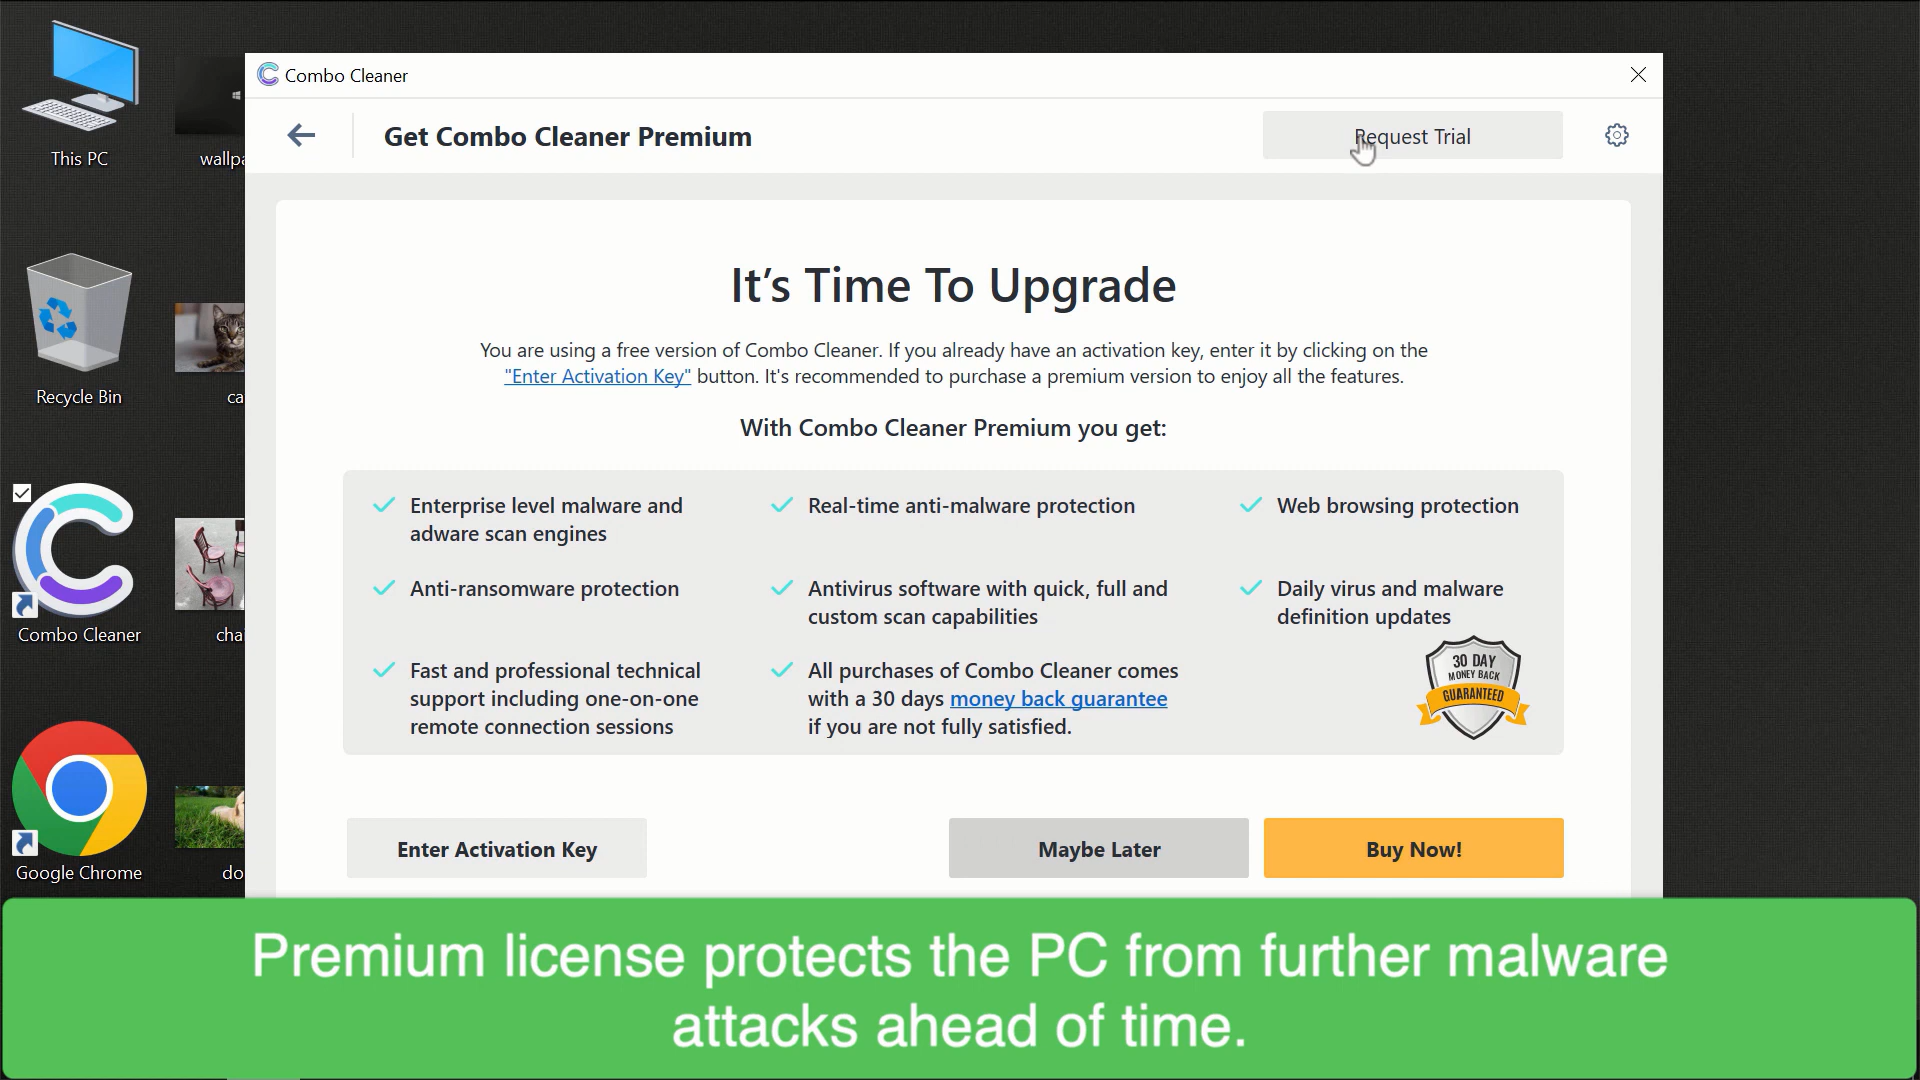 This PC
wallpa
Recycle Bin
ca
Combo Cleaner
chai
Google Chrome
do
Combo Cleaner
Get Combo Cleaner Premium
Request Trial
It's Time To Upgrade
You are using a free version of Combo Cleaner. If you already have an activation key, enter it by clicking on the
"Enter Activation Key" button. It's recommended to purchase a premium version to enjoy all the features.
With Combo Cleaner Premium you get:
Enterprise level malware and
adware scan engines
Real-time anti-malware protection
Web browsing protection
Anti-ransomware protection
Antivirus software with quick, full and
custom scan capabilities
Daily virus and malware
definition updates
Fast and professional technical
support including one-on-one
remote connection sessions
All purchases of Combo Cleaner comes
with a 30 days money back guarantee
if you are not fully satisfied.
30 DAY
MONEY BACK
GUARANTEED
Enter Activation Key
Maybe Later
Buy Now!
Premium license protects the PC from further malware
attacks ahead of time.